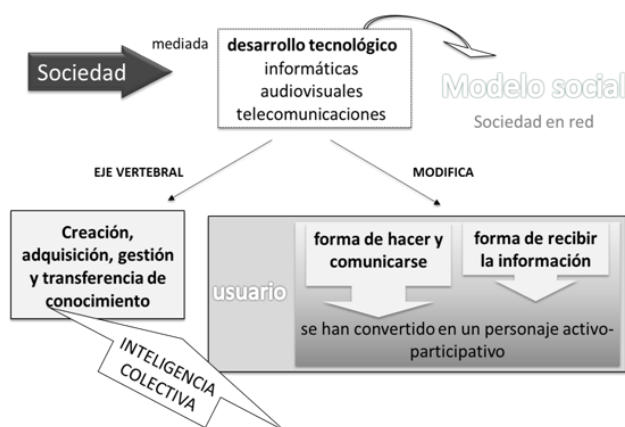 mediada
Sociedad
desarrollo tecnológico
informáticas
audiovisuales
telecomunicaciones
Modelo social
Sociedad en red
EJE VERTEBRAL
MODIFICA
Creación,
adquisición, gestión
y transferencia de
conocimiento
usuario
forma de hacer y
comunicarse
forma de recibir
la información
se han convertido en un personaje activo-
participativo
INTELIGENCIA
COLECTIVA